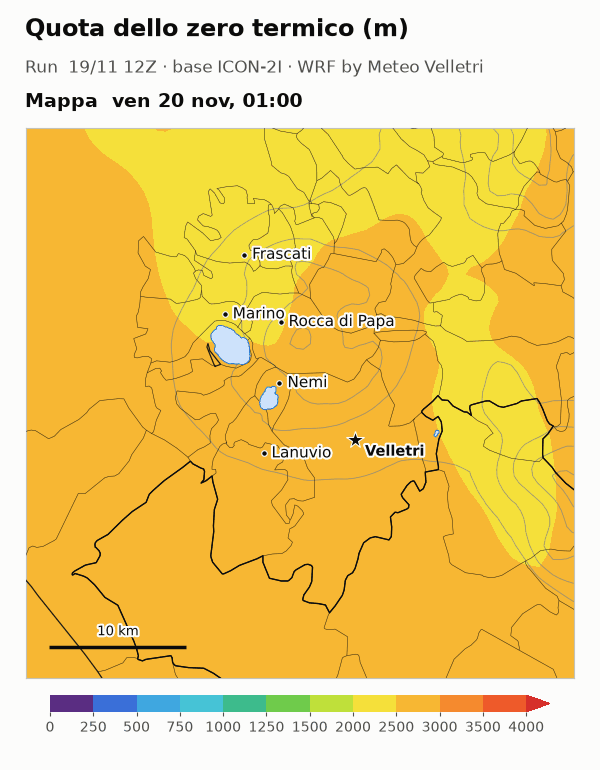 Quota dello zero termico (m)
Run  19/11 12Z · base ICON-2I · WRF by Meteo Velletri
Mappa  ven 20 nov, 01:00
Frascati
Marino
Rocca di Papa
Nemi
Velletri
Lanuvio
10 km
0 250 500 750 1000 1250 1500 2000 2500 3000 3500 4000